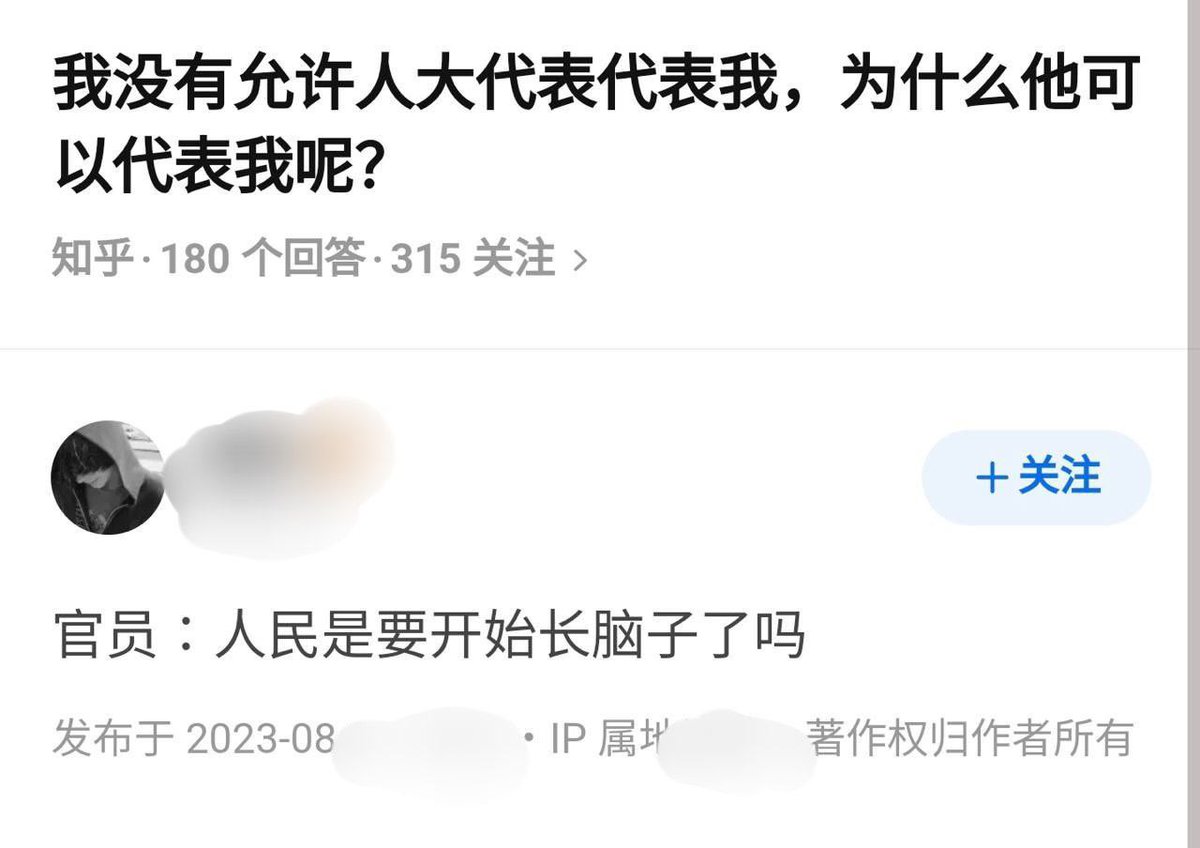 我没有允许人大代表代表我，为什么他可
以代表我呢？
知乎·180 个回答·315 关注 >
＋关注
官员：人民是要开始长脑子了吗
发布于 2023-08 ・IP 属地 著作权归作者所有